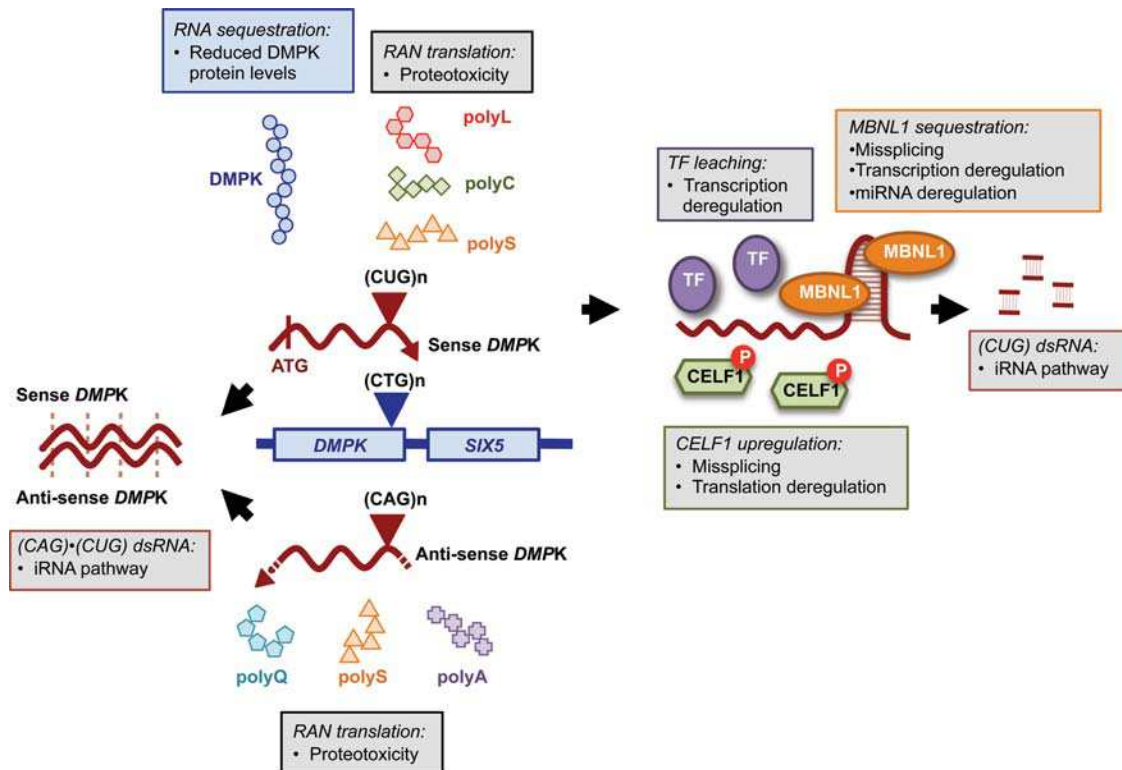 RNA sequestration:
• Reduced DMPK
protein levels
RAN translation:
• Proteotoxicity
polyL
DMPK
polyC
polyS
(CUG)n
ATG
Sense DMPK
(CTG)n
DMPK
SIX5
Sense DMPK
Anti-sense DMPK
(CAG)•(CUG) dsRNA:
• iRNA pathway
(CAG)n
Anti-sense DMPK
polyQ
polyS
polyA
RAN translation:
• Proteotoxicity
TF leaching:
• Transcription
deregulation
MBNL1 sequestration:
•Missplicing
•Transcription deregulation
•miRNA deregulation
TF
TF
MBNL1
MBNL1
P
CELF1
P
CELF1
CELF1 upregulation:
• Missplicing
• Translation deregulation
(CUG) dsRNA:
• iRNA pathway